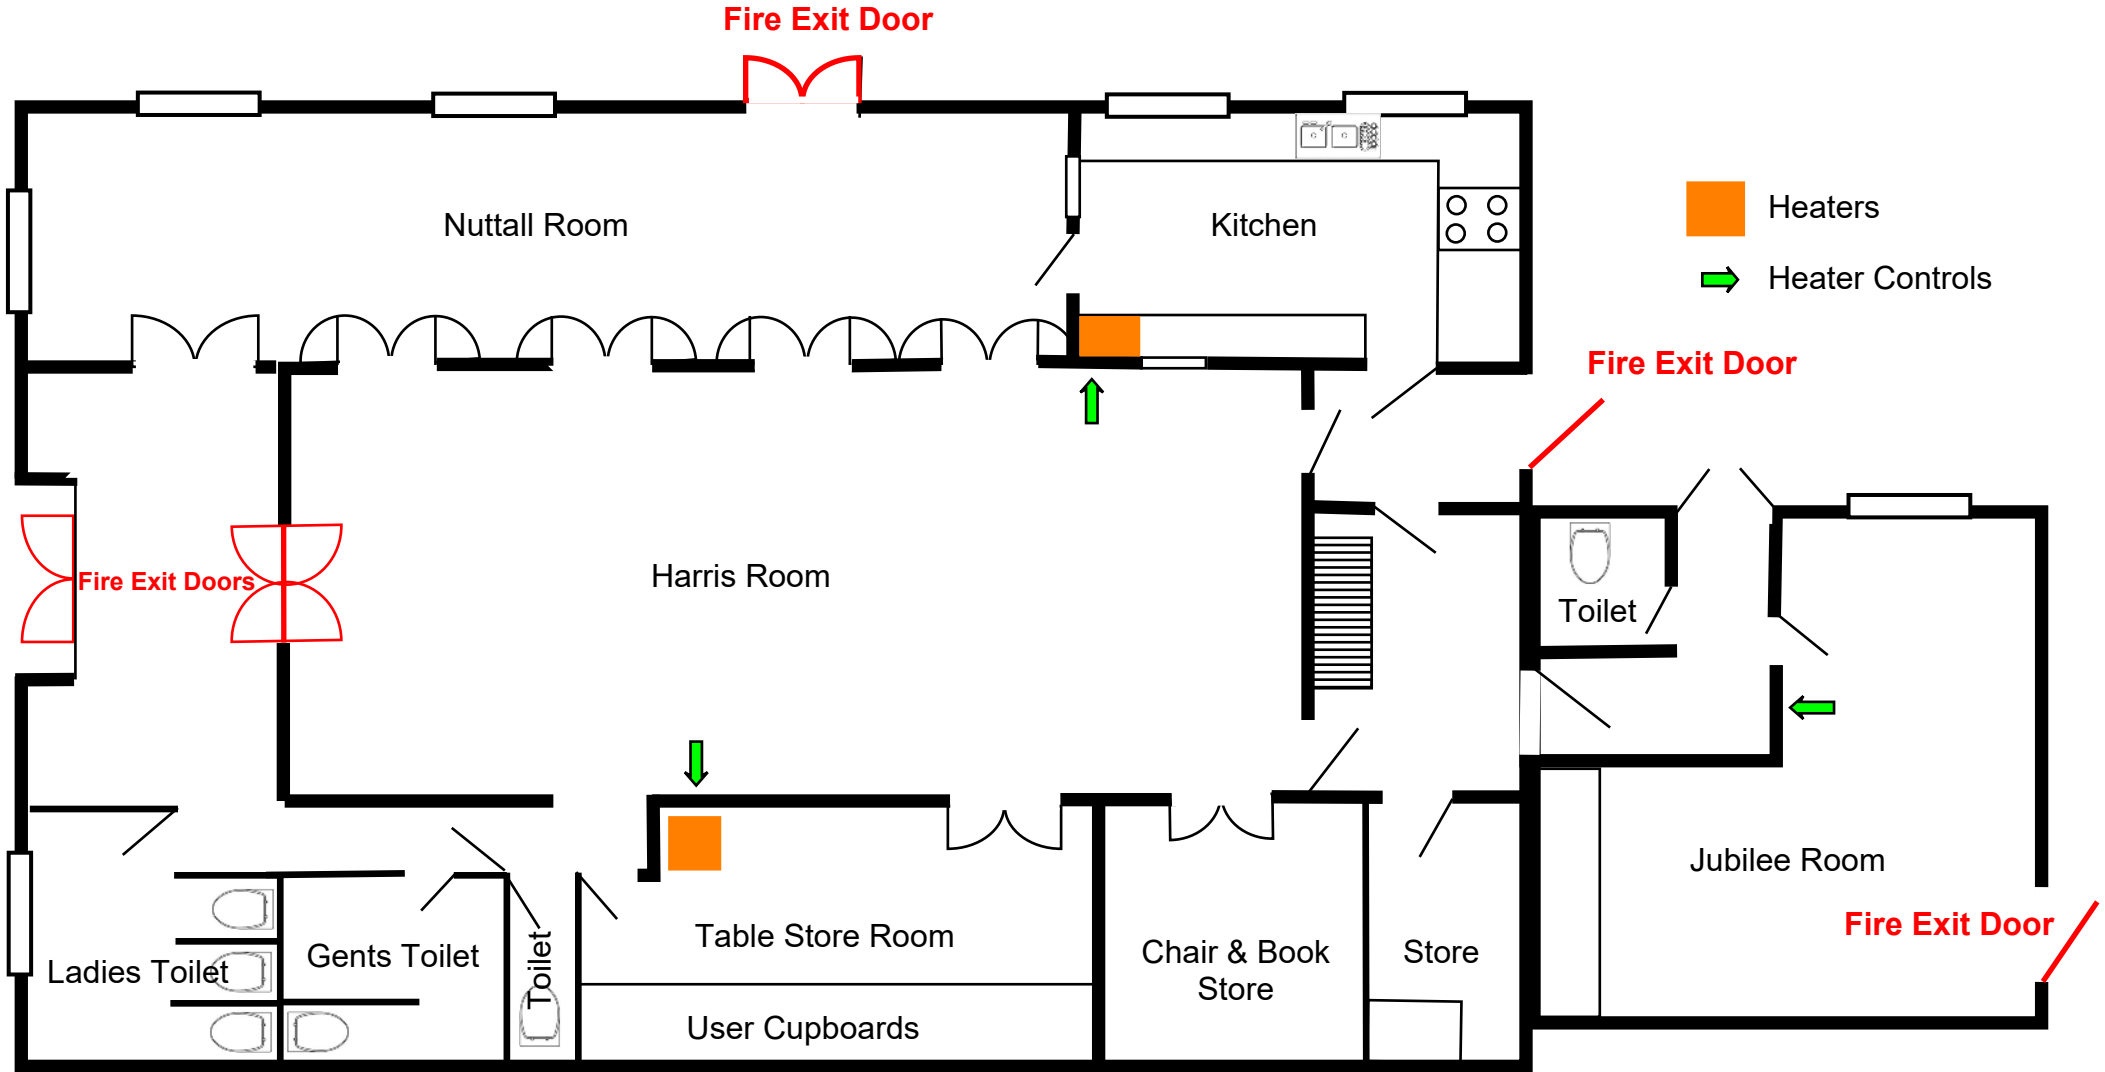 Fire Exit Door
Nuttall Room
Kitchen
Heaters
Heater Controls
Fire Exit Door
Fire Exit Doors
Harris Room
Toilet
Jubilee Room
Fire Exit Door
Ladies Toilet
Gents Toilet
Toilet
Table Store Room
User Cupboards
Chair & Book
Store
Store